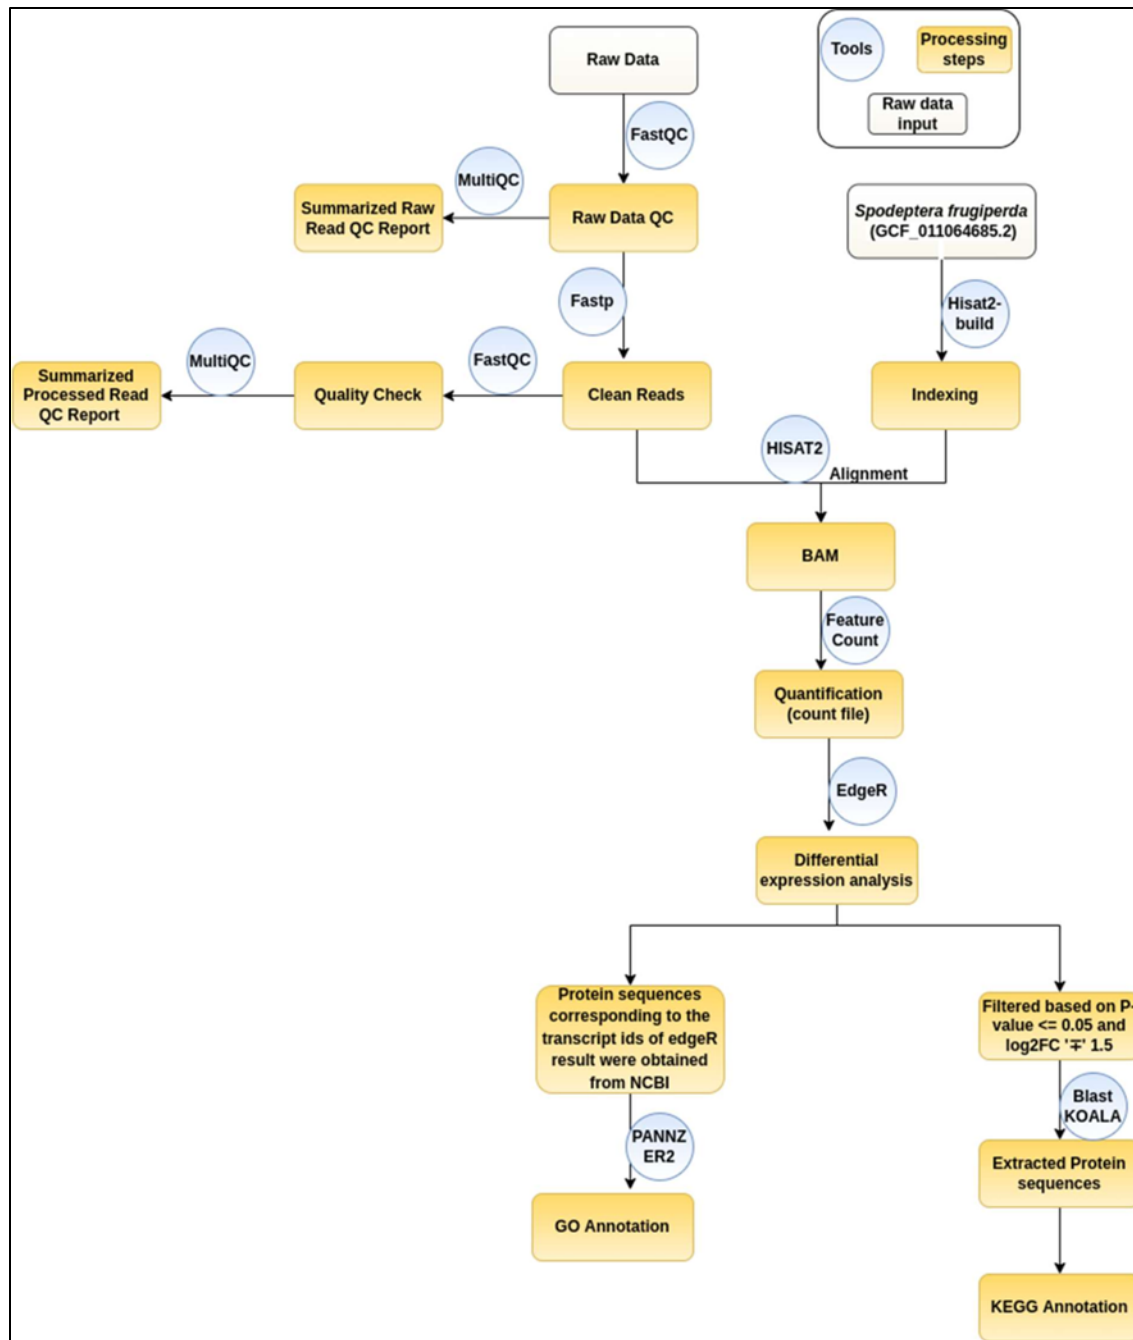 Raw Data
Tools
Processing
steps
Raw data
input
FastQC
MultiQC
Summarized Raw
Read QC Report
Raw Data QC
Spodeptera frugiperda
(GCF_011064685.2)
Fastp
Hisat2-
build
MultiQC
FastQC
Summarized
Processed Read
QC Report
Quality Check
Clean Reads
Indexing
HISAT2
Alignment
BAM
Feature
Count
Quantification
(count file)
EdgeR
Differential
expression analysis
Protein sequences
corresponding to the
transcript ids of edgeR
result were obtained
from NCBI
Filtered based on P-
value <= 0.05 and
log2FC '∓' 1.5
Blast
KOALA
PANNZ
ER2
Extracted Protein
sequences
GO Annotation
KEGG Annotation